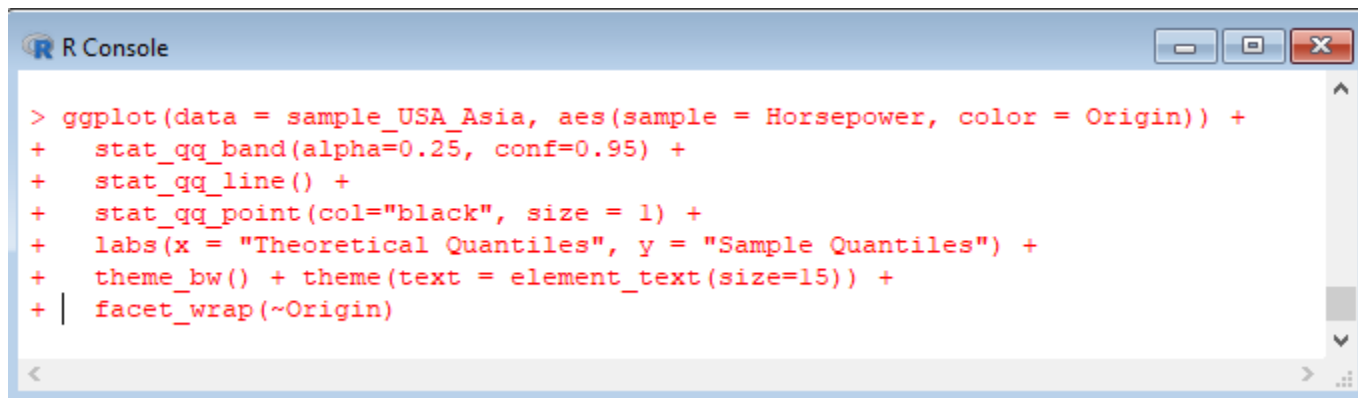 R Console
> ggplot(data = sample_USA_Asia, aes(sample = Horsepower, color = Origin)) +
+   stat_qq_band(alpha=0.25, conf=0.95) +
+   stat_qq_line() +
+   stat_qq_point(col="black", size = 1) +
+   labs(x = "Theoretical Quantiles", y = "Sample Quantiles") +
+   theme_bw() + theme(text = element_text(size=15)) +
+   facet_wrap(~Origin)